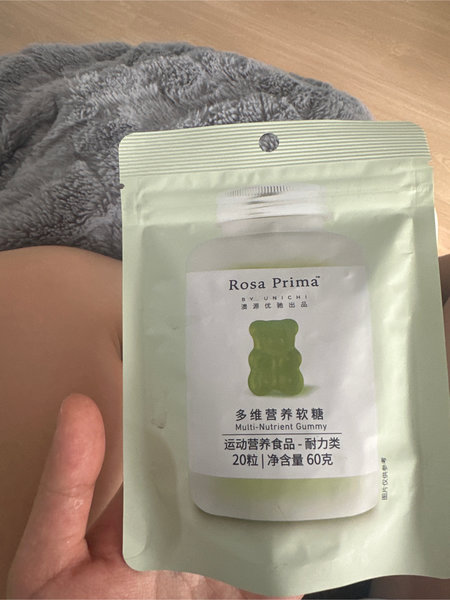 Rosa Prima™
BY UNICHI
澳源优驰出品
多维营养软糖
Multi-Nutrient Gummy
运动营养食品 - 耐力类
20粒 | 净含量 60克
图片仅供参考